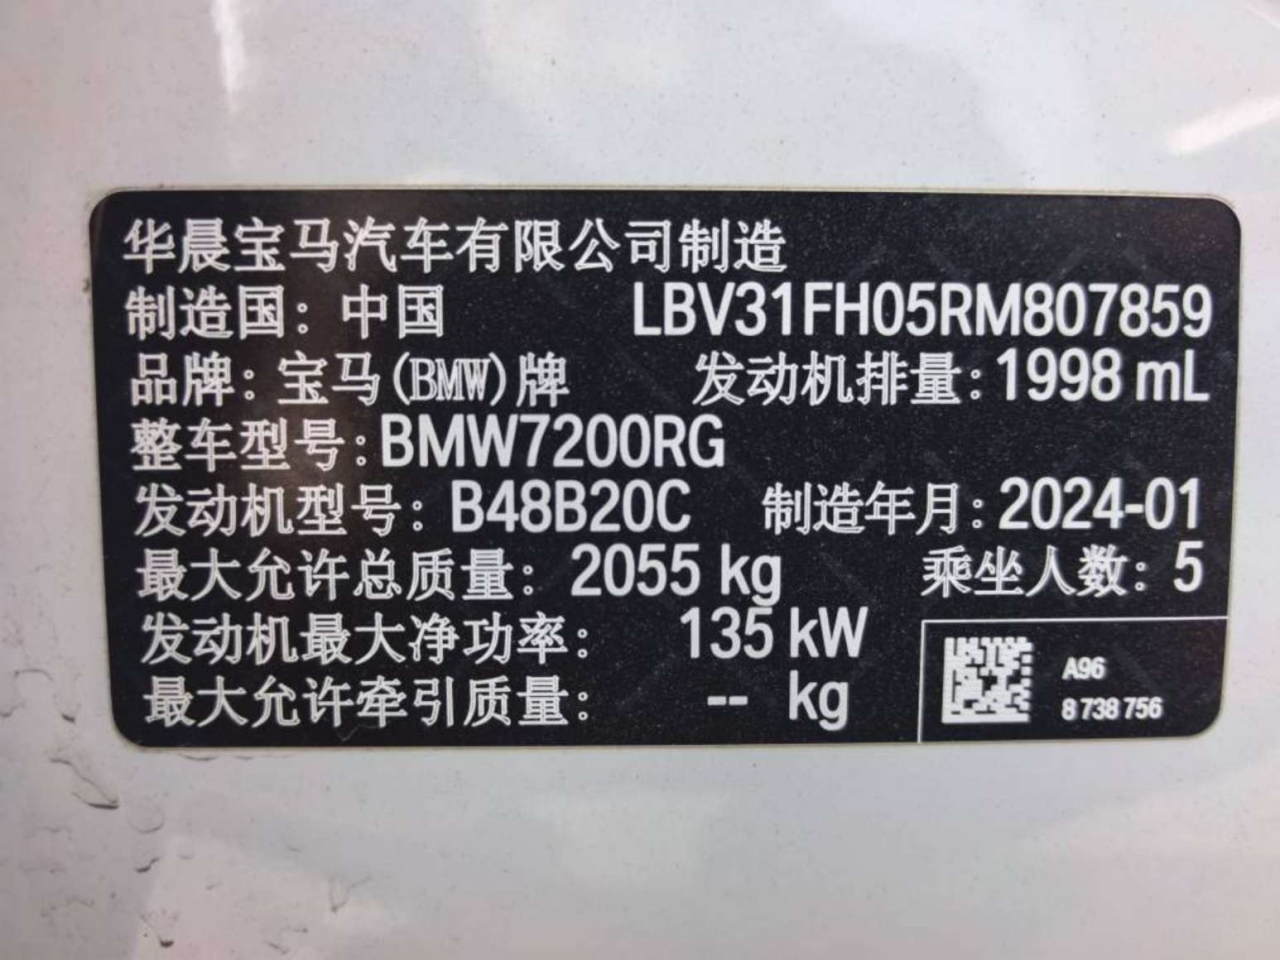 华晨宝马汽车有限公司制造
制造国：中国 LBV31FH05RM807859
品牌：宝马(BMW)牌 发动机排量：1998 mL
整车型号：BMW7200RG
发动机型号：B48B20C 制造年月：2024-01
最大允许总质量：2055 kg 乘坐人数：5
发动机最大净功率：135 kW
最大允许牵引质量：-- kg
A96
8 738 756